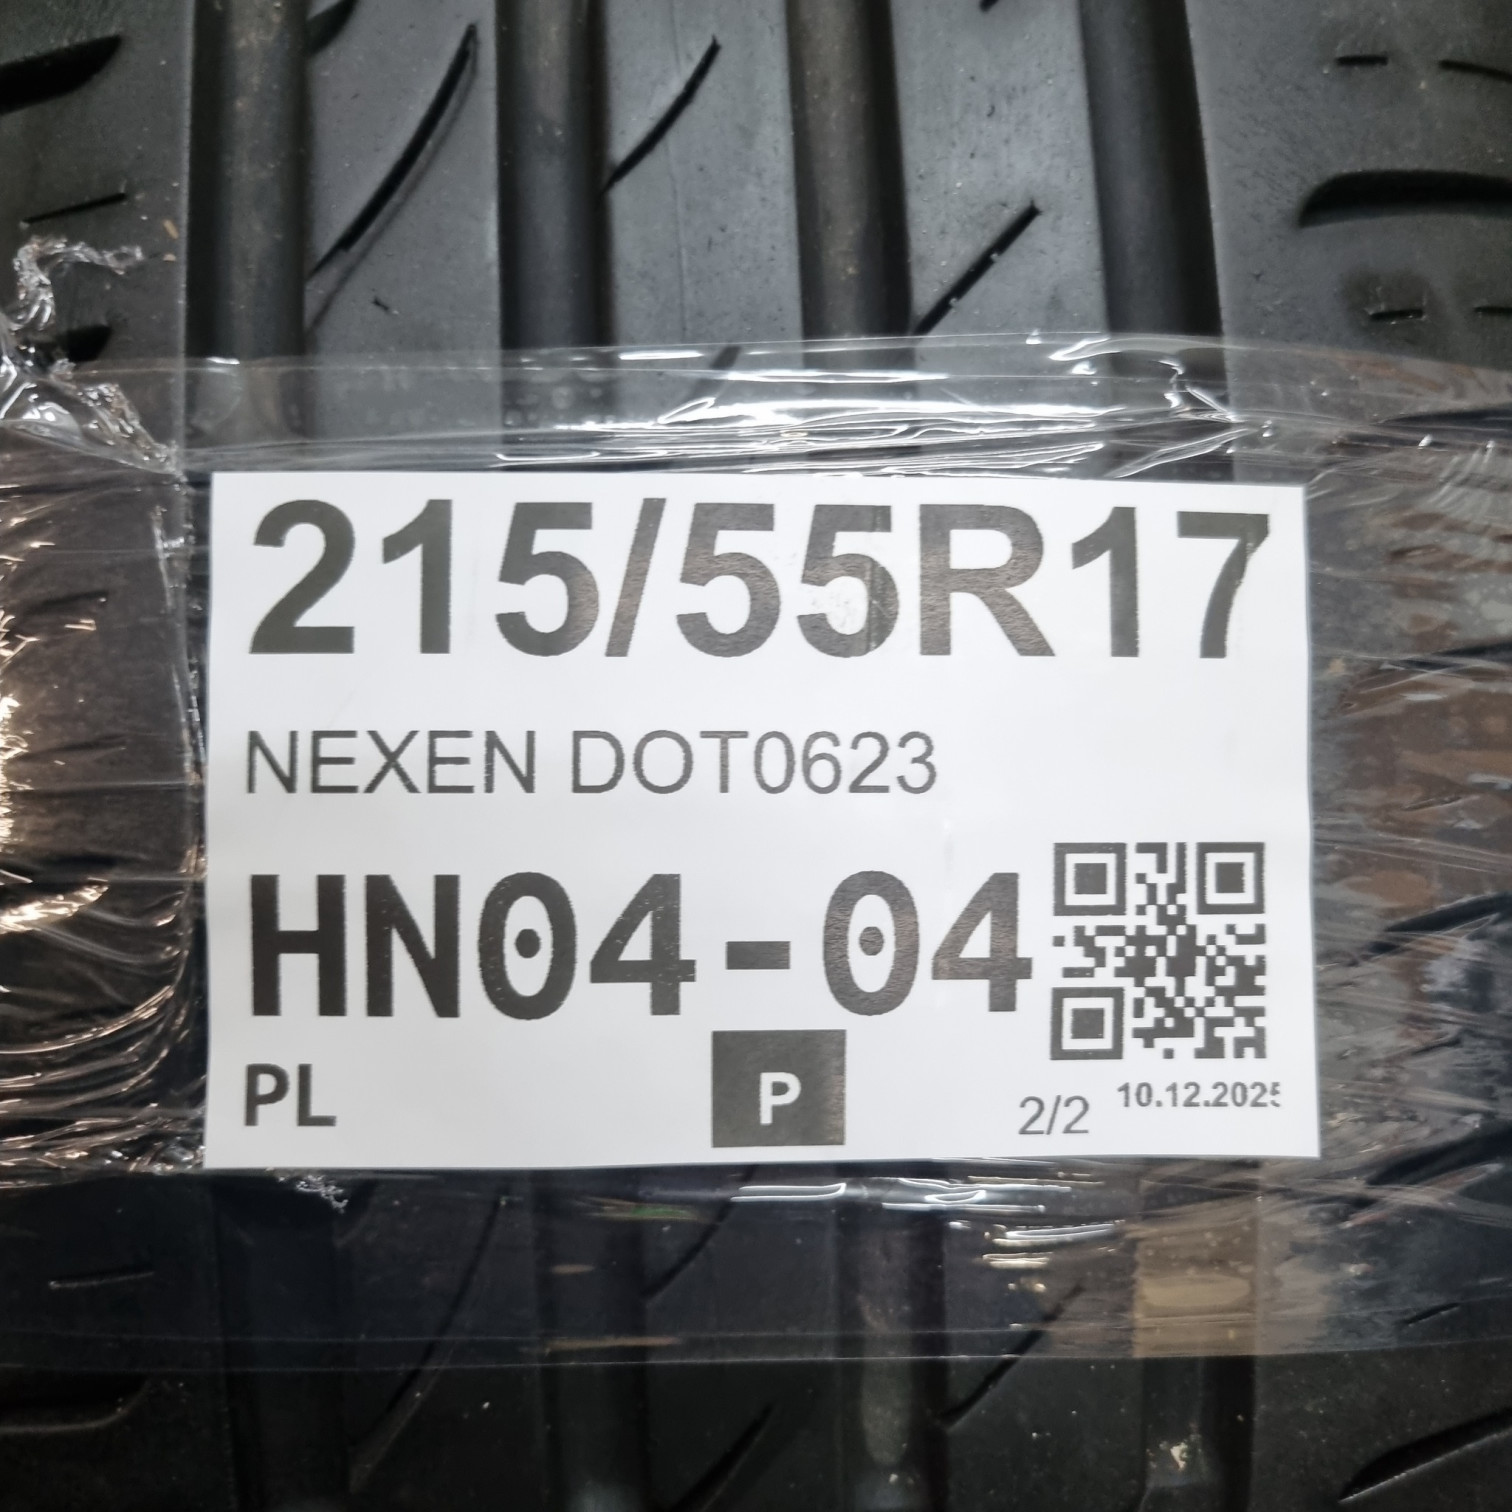 215/55R17
NEXEN DOT0623
HN04-04
PL
P
2/2
10.12.2025